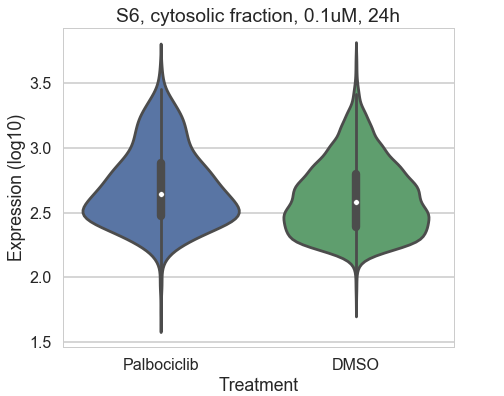 S6, cytosolic fraction, 0.1uM, 24h
Expression (log10)
3.5
3.0
2.5
2.0
1.5
Palbociclib DMSO
Treatment